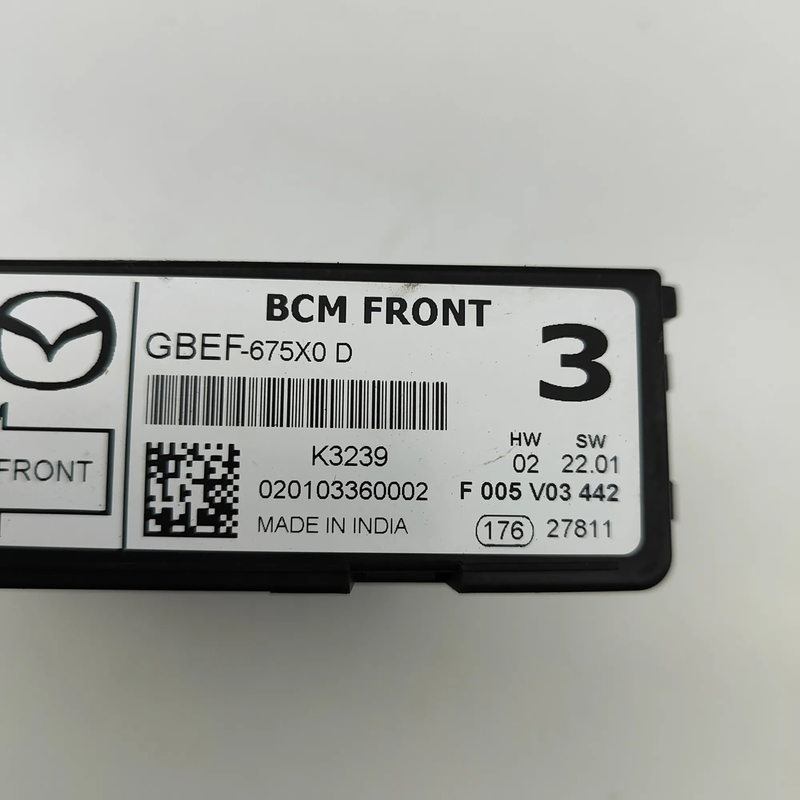 BCM FRONT
GBEF-675X0 D
3
FRONT
K3239
HW SW
02 22.01
020103360002
F 005 V03 442
MADE IN INDIA
176 27811